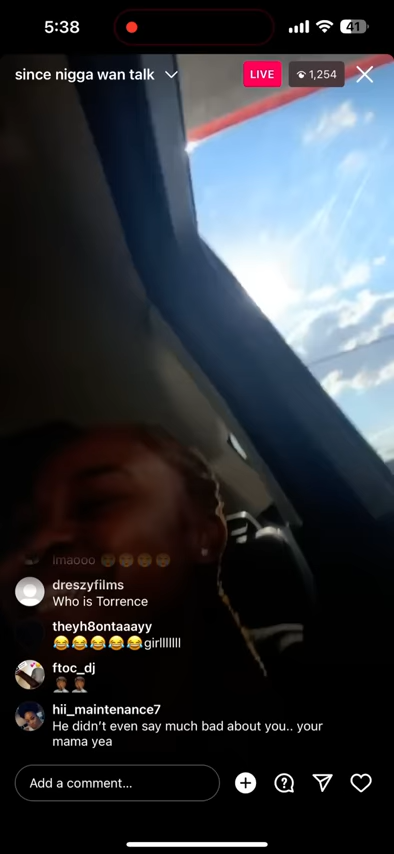 5:38
41
since nigga wan talk
LIVE
1,254
lmaooo 😂😂😂😂
dreszyfilms
Who is Torrence
theyh8ontaaayy
😂😂😂😂😂girlllllll
ftoc_dj
🤦🏾‍♂️🤦🏾‍♂️
hii_maintenance7
He didn't even say much bad about you.. your
mama yea
Add a comment...